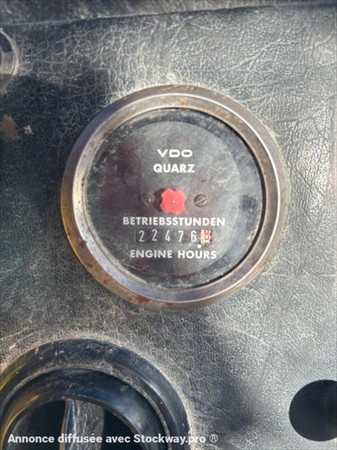 VDO
QUARZ
BETRIEBSSTUNDEN
22476
ENGINE HOURS
Annonce diffusée avec Stockway.pro ®